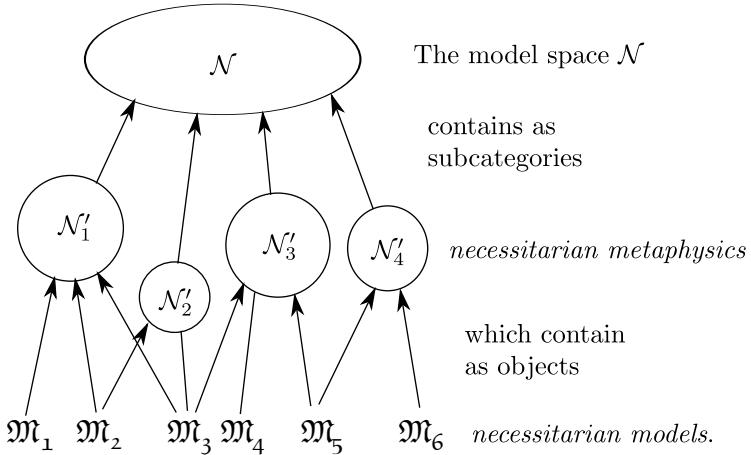 𝒩
The model space 𝒩
contains as
subcategories
𝒩′₁
𝒩′₂
𝒩′₃
𝒩′₄
necessitarian metaphysics
which contain
as objects
𝔐₁ 𝔐₂ 𝔐₃ 𝔐₄ 𝔐₅ 𝔐₆ necessitarian models.